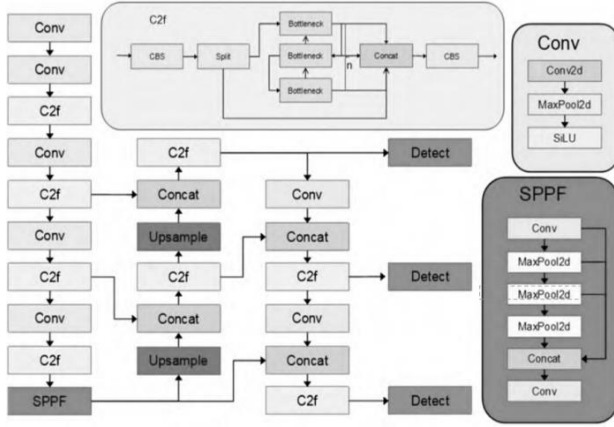 C2f
CBS
Split
Bottleneck
Bottleneck
Bottleneck
n
Concat
CBS
Conv
Conv
C2f
Conv
C2f
Conv
C2f
Conv
C2f
SPPF
C2f
Concat
Upsample
C2f
Concat
Upsample
Conv
Concat
C2f
Conv
Concat
C2f
Detect
Detect
Detect
Conv
Conv2d
MaxPool2d
SiLU
SPPF
Conv
MaxPool2d
MaxPool2d
MaxPool2d
Concat
Conv